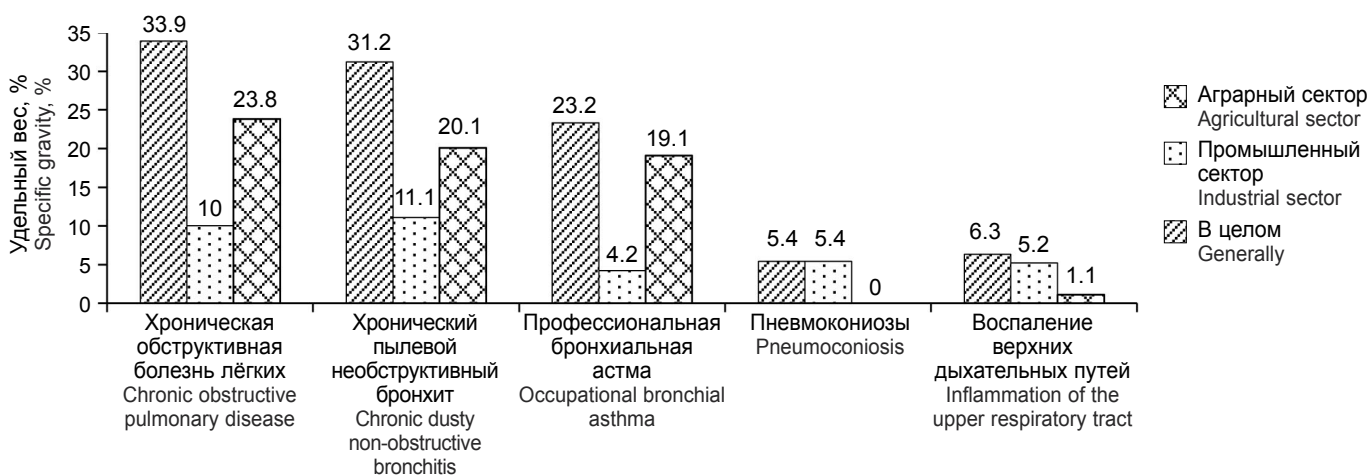 Удельный вес, %
Specific gravity, %
35
30
25
20
15
10
5
0
33.9
10
23.8
31.2
11.1
20.1
23.2
4.2
19.1
5.4
5.4
0
6.3
5.2
1.1
Хроническая
обструктивная
болезнь лёгких
Chronic obstructive
pulmonary disease
Хронический
пылевой
необструктивный
бронхит
Chronic dusty
non-obstructive
bronchitis
Профессиональная
бронхиальная
астма
Occupational bronchial
asthma
Пневмокониозы
Pneumoconiosis
Воспаление
верхних
дыхательных путей
Inflammation of the
upper respiratory tract
Аграрный сектор
Agricultural sector
Промышленный
сектор
Industrial sector
В целом
Generally